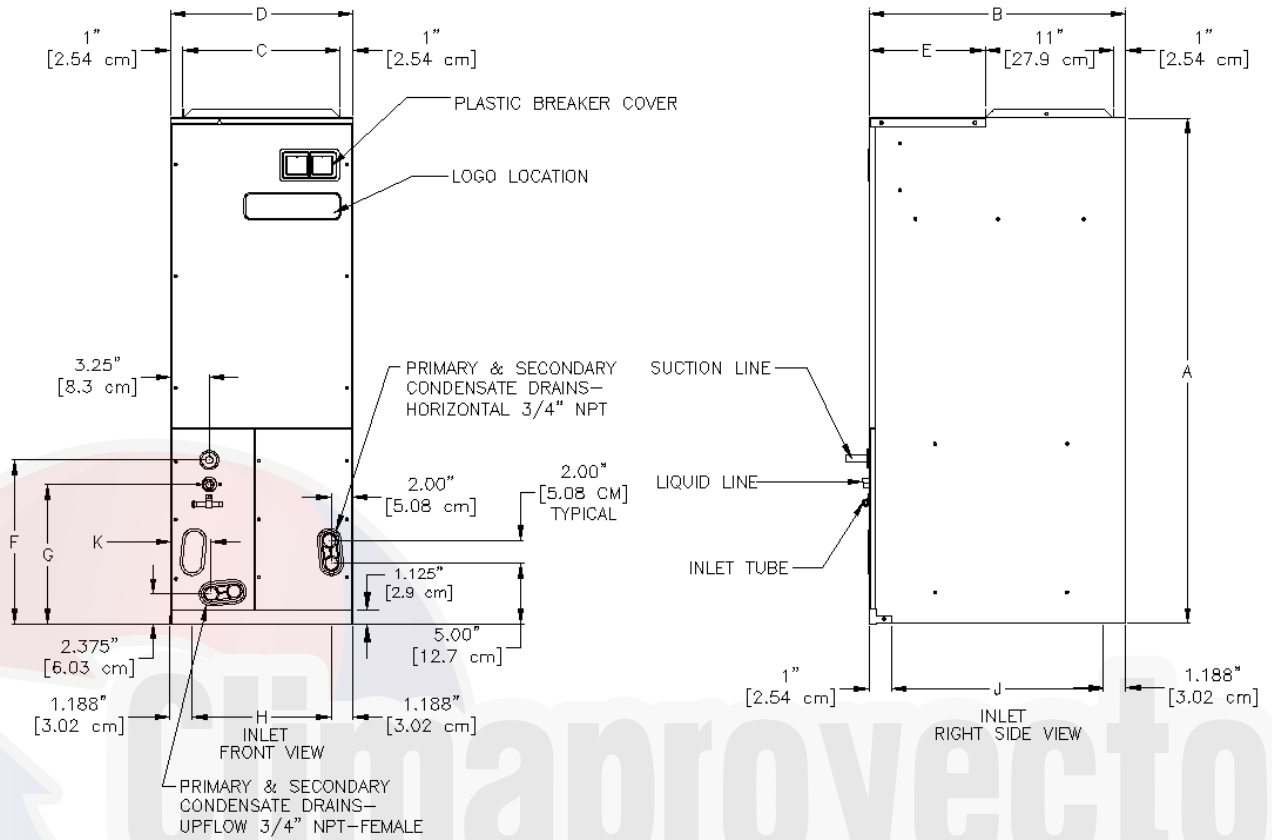 D
1"
[2.54 cm]
C
1"
[2.54 cm]
B
E
11"
[27.9 cm]
1"
[2.54 cm]
PLASTIC BREAKER COVER
LOGO LOCATION
A
3.25"
[8.3 cm]
PRIMARY & SECONDARY
CONDENSATE DRAINS–
HORIZONTAL 3/4" NPT
SUCTION LINE
LIQUID LINE
INLET TUBE
2.00"
[5.08 cm]
2.00"
[5.08 CM]
TYPICAL
F
G
K
1.125"
[2.9 cm]
5.00"
[12.7 cm]
2.375"
[6.03 cm]
1.188"
[3.02 cm]
H
1.188"
[3.02 cm]
INLET
FRONT VIEW
PRIMARY & SECONDARY
CONDENSATE DRAINS–
UPFLOW 3/4" NPT–FEMALE
1"
[2.54 cm]
J
1.188"
[3.02 cm]
INLET
RIGHT SIDE VIEW
Climaproyecto